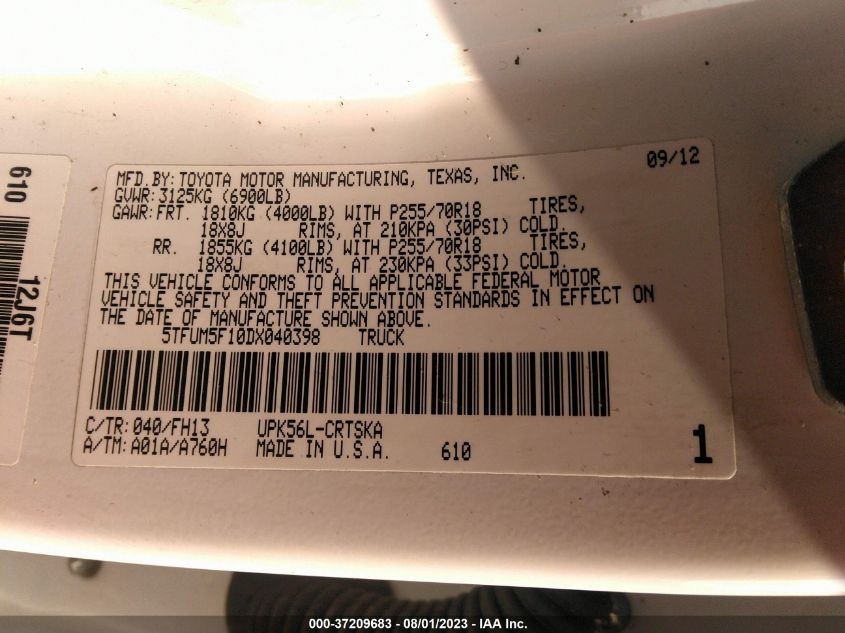 610
12J6T
09/12
MFD.BY:TOYOTA MOTOR MANUFACTURING, TEXAS, INC.
GVWR:3125KG (6900LB)
GAWR:FRT. 1810KG (4000LB) WITH P255/70R18 TIRES,
18X8J RIMS, AT 210KPA (30PSI) COLD.
RR. 1855KG (4100LB) WITH P255/70R18 TIRES,
18X8J RIMS, AT 230KPA (33PSI) COLD.
THIS VEHICLE CONFORMS TO ALL APPLICABLE FEDERAL MOTOR
VEHICLE SAFETY AND THEFT PREVENTION STANDARDS IN EFFECT ON
THE DATE OF MANUFACTURE SHOWN ABOVE.
5TFUM5F10DX040398 TRUCK
C/TR:040/FH13 UPK56L-CRTSKA
A/TM:A01A/A760H MADE IN U.S.A. 610 1
000-37209683 - 08/01/2023 - IAA Inc.